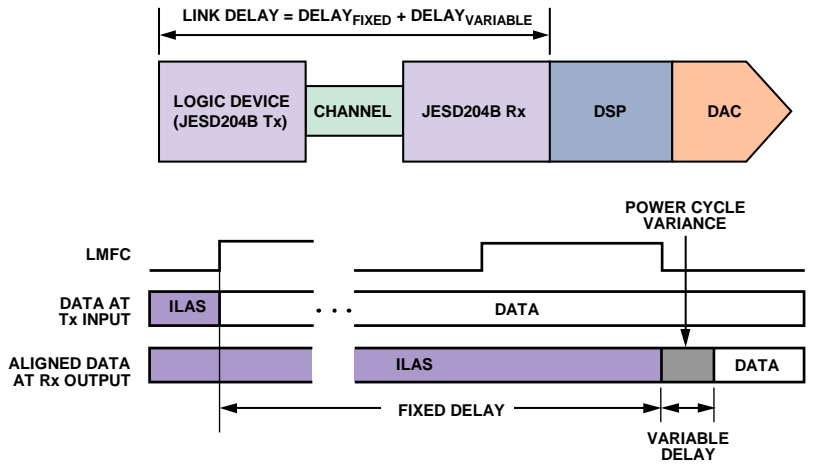 LINK DELAY = DELAYFIXED + DELAYVARIABLE
LOGIC DEVICE
(JESD204B Tx)
CHANNEL
JESD204B Rx
DSP
DAC
POWER CYCLE
VARIANCE
LMFC
DATA AT
Tx INPUT
ILAS
. . .
DATA
ALIGNED DATA
AT Rx OUTPUT
ILAS
DATA
FIXED DELAY
VARIABLE
DELAY